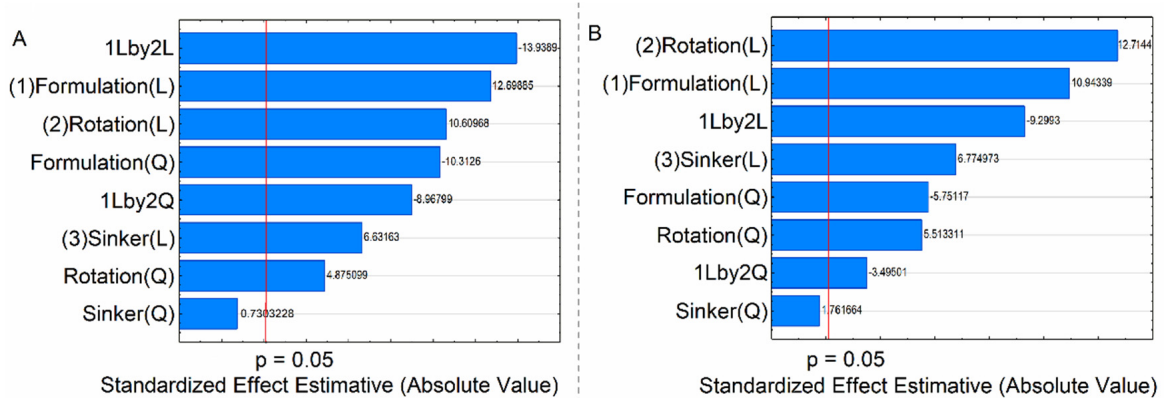 A
1Lby2L
-13.9389
(1)Formulation(L)
12.69885
(2)Rotation(L)
10.60968
Formulation(Q)
-10.3126
1Lby2Q
-8.96799
(3)Sinker(L)
6.63163
Rotation(Q)
4.875099
Sinker(Q)
0.7303228
p = 0.05
Standardized Effect Estimative (Absolute Value)
B
(2)Rotation(L)
12.7144
(1)Formulation(L)
10.94339
1Lby2L
-9.2993
(3)Sinker(L)
6.774973
Formulation(Q)
-5.75117
Rotation(Q)
5.513311
1Lby2Q
-3.49501
Sinker(Q)
1.761664
p = 0.05
Standardized Effect Estimative (Absolute Value)